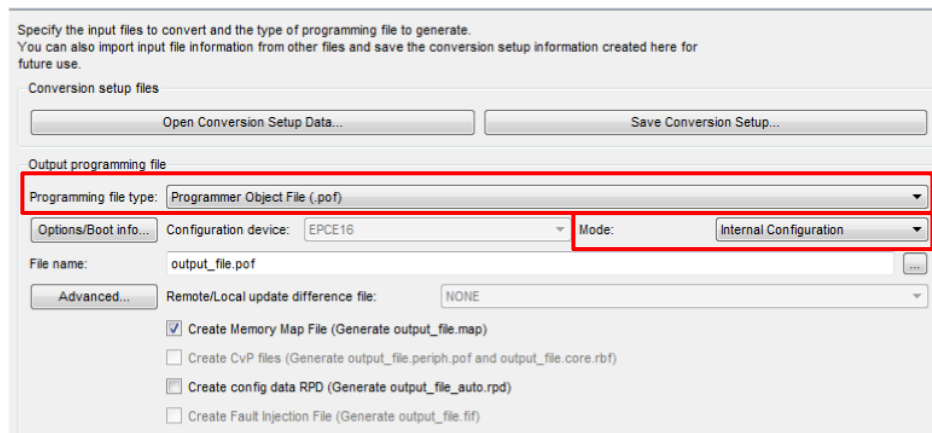 Specify the input files to convert and the type of programming file to generate.
You can also import input file information from other files and save the conversion setup information created here for
future use.
Conversion setup files
Open Conversion Setup Data... Save Conversion Setup...
Output programming file
Programming file type: Programmer Object File (.pof)
Options/Boot info... Configuration device: EPCE16 Mode: Internal Configuration
File name: output_file.pof ...
Advanced... Remote/Local update difference file: NONE
Create Memory Map File (Generate output_file.map)
Create CvP files (Generate output_file.periph.pof and output_file.core.rbf)
Create config data RPD (Generate output_file_auto.rpd)
Create Fault Injection File (Generate output_file.fif)